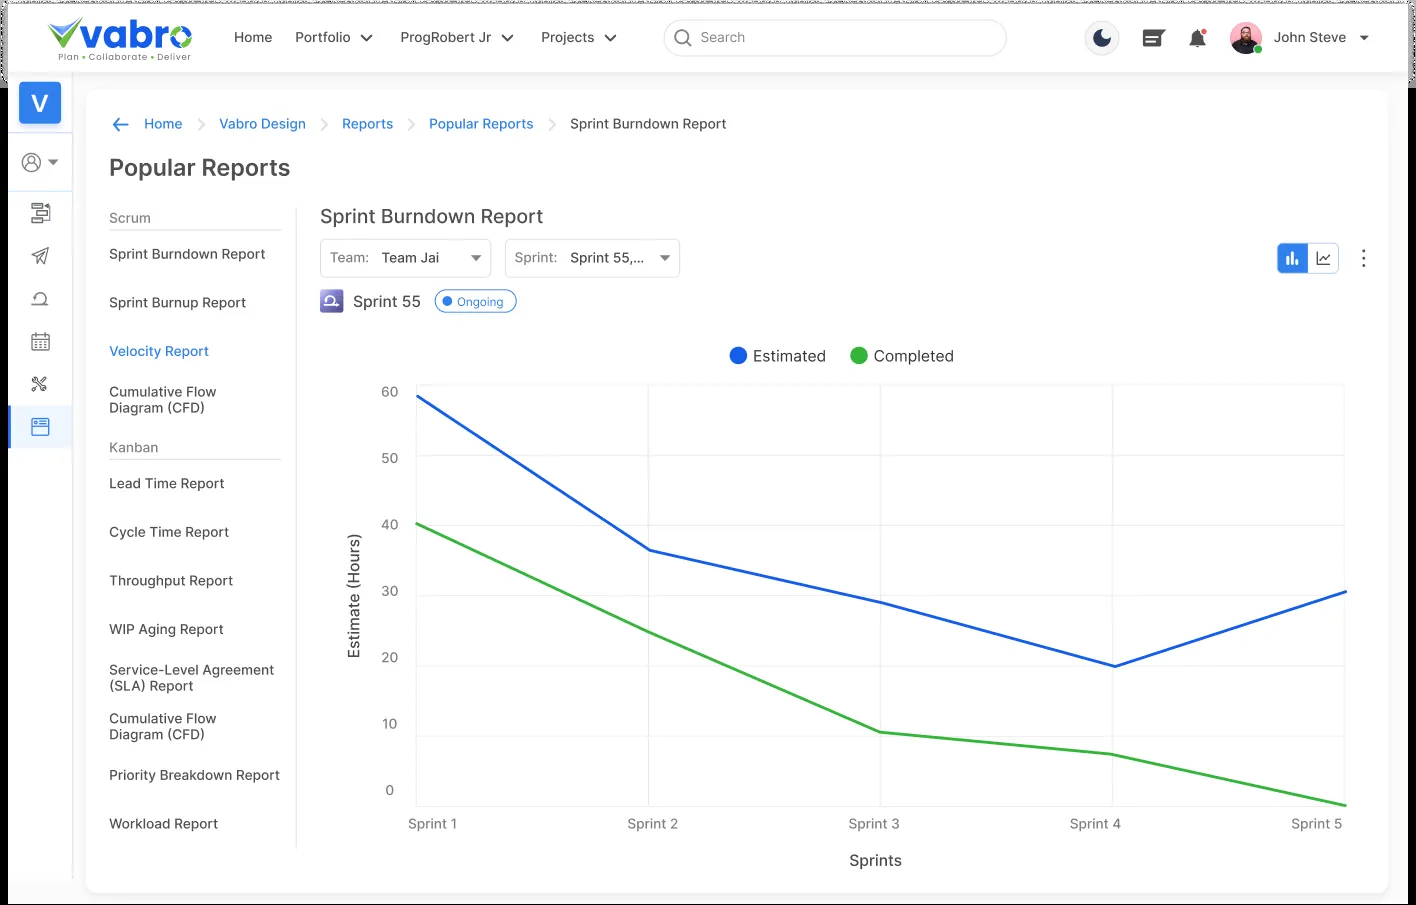 vabro
Plan • Collaborate • Deliver
Home
Portfolio
ProgRobert Jr
Projects
Search
John Steve
V
Home
Vabro Design
Reports
Popular Reports
Sprint Burndown Report
Popular Reports
Scrum
Sprint Burndown Report
Sprint Burnup Report
Velocity Report
Cumulative Flow
Diagram (CFD)
Kanban
Lead Time Report
Cycle Time Report
Throughput Report
WIP Aging Report
Service-Level Agreement
(SLA) Report
Cumulative Flow
Diagram (CFD)
Priority Breakdown Report
Workload Report
Sprint Burndown Report
Team: Team Jai
Sprint: Sprint 55,...
Sprint 55
Ongoing
Estimated
Completed
60
50
40
30
20
10
0
Estimate (Hours)
Sprint 1
Sprint 2
Sprint 3
Sprint 4
Sprint 5
Sprints